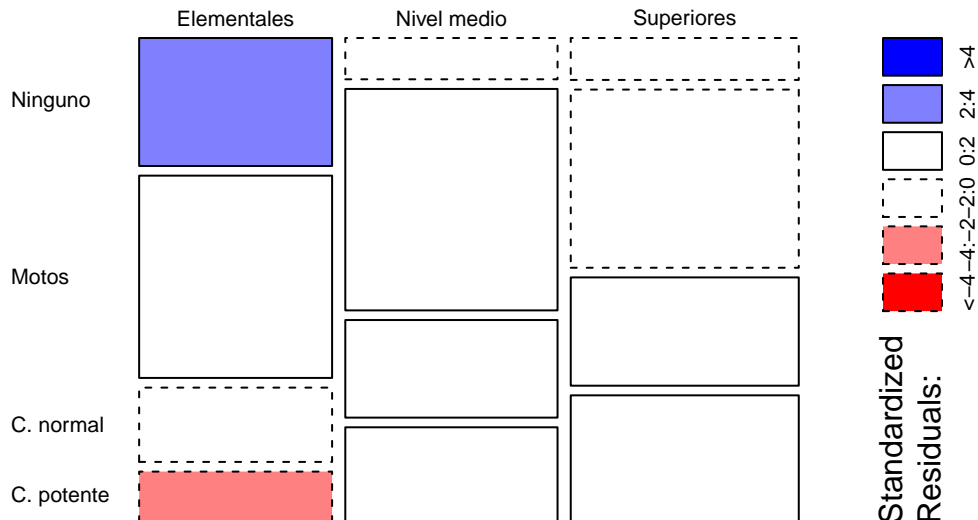 Elementales Nivel medio Superiores
Ninguno
Motos
C. normal
C. potente
Standardized
Residuals:
<−4 −4:−2 −2:0 0:2 2:4 >4